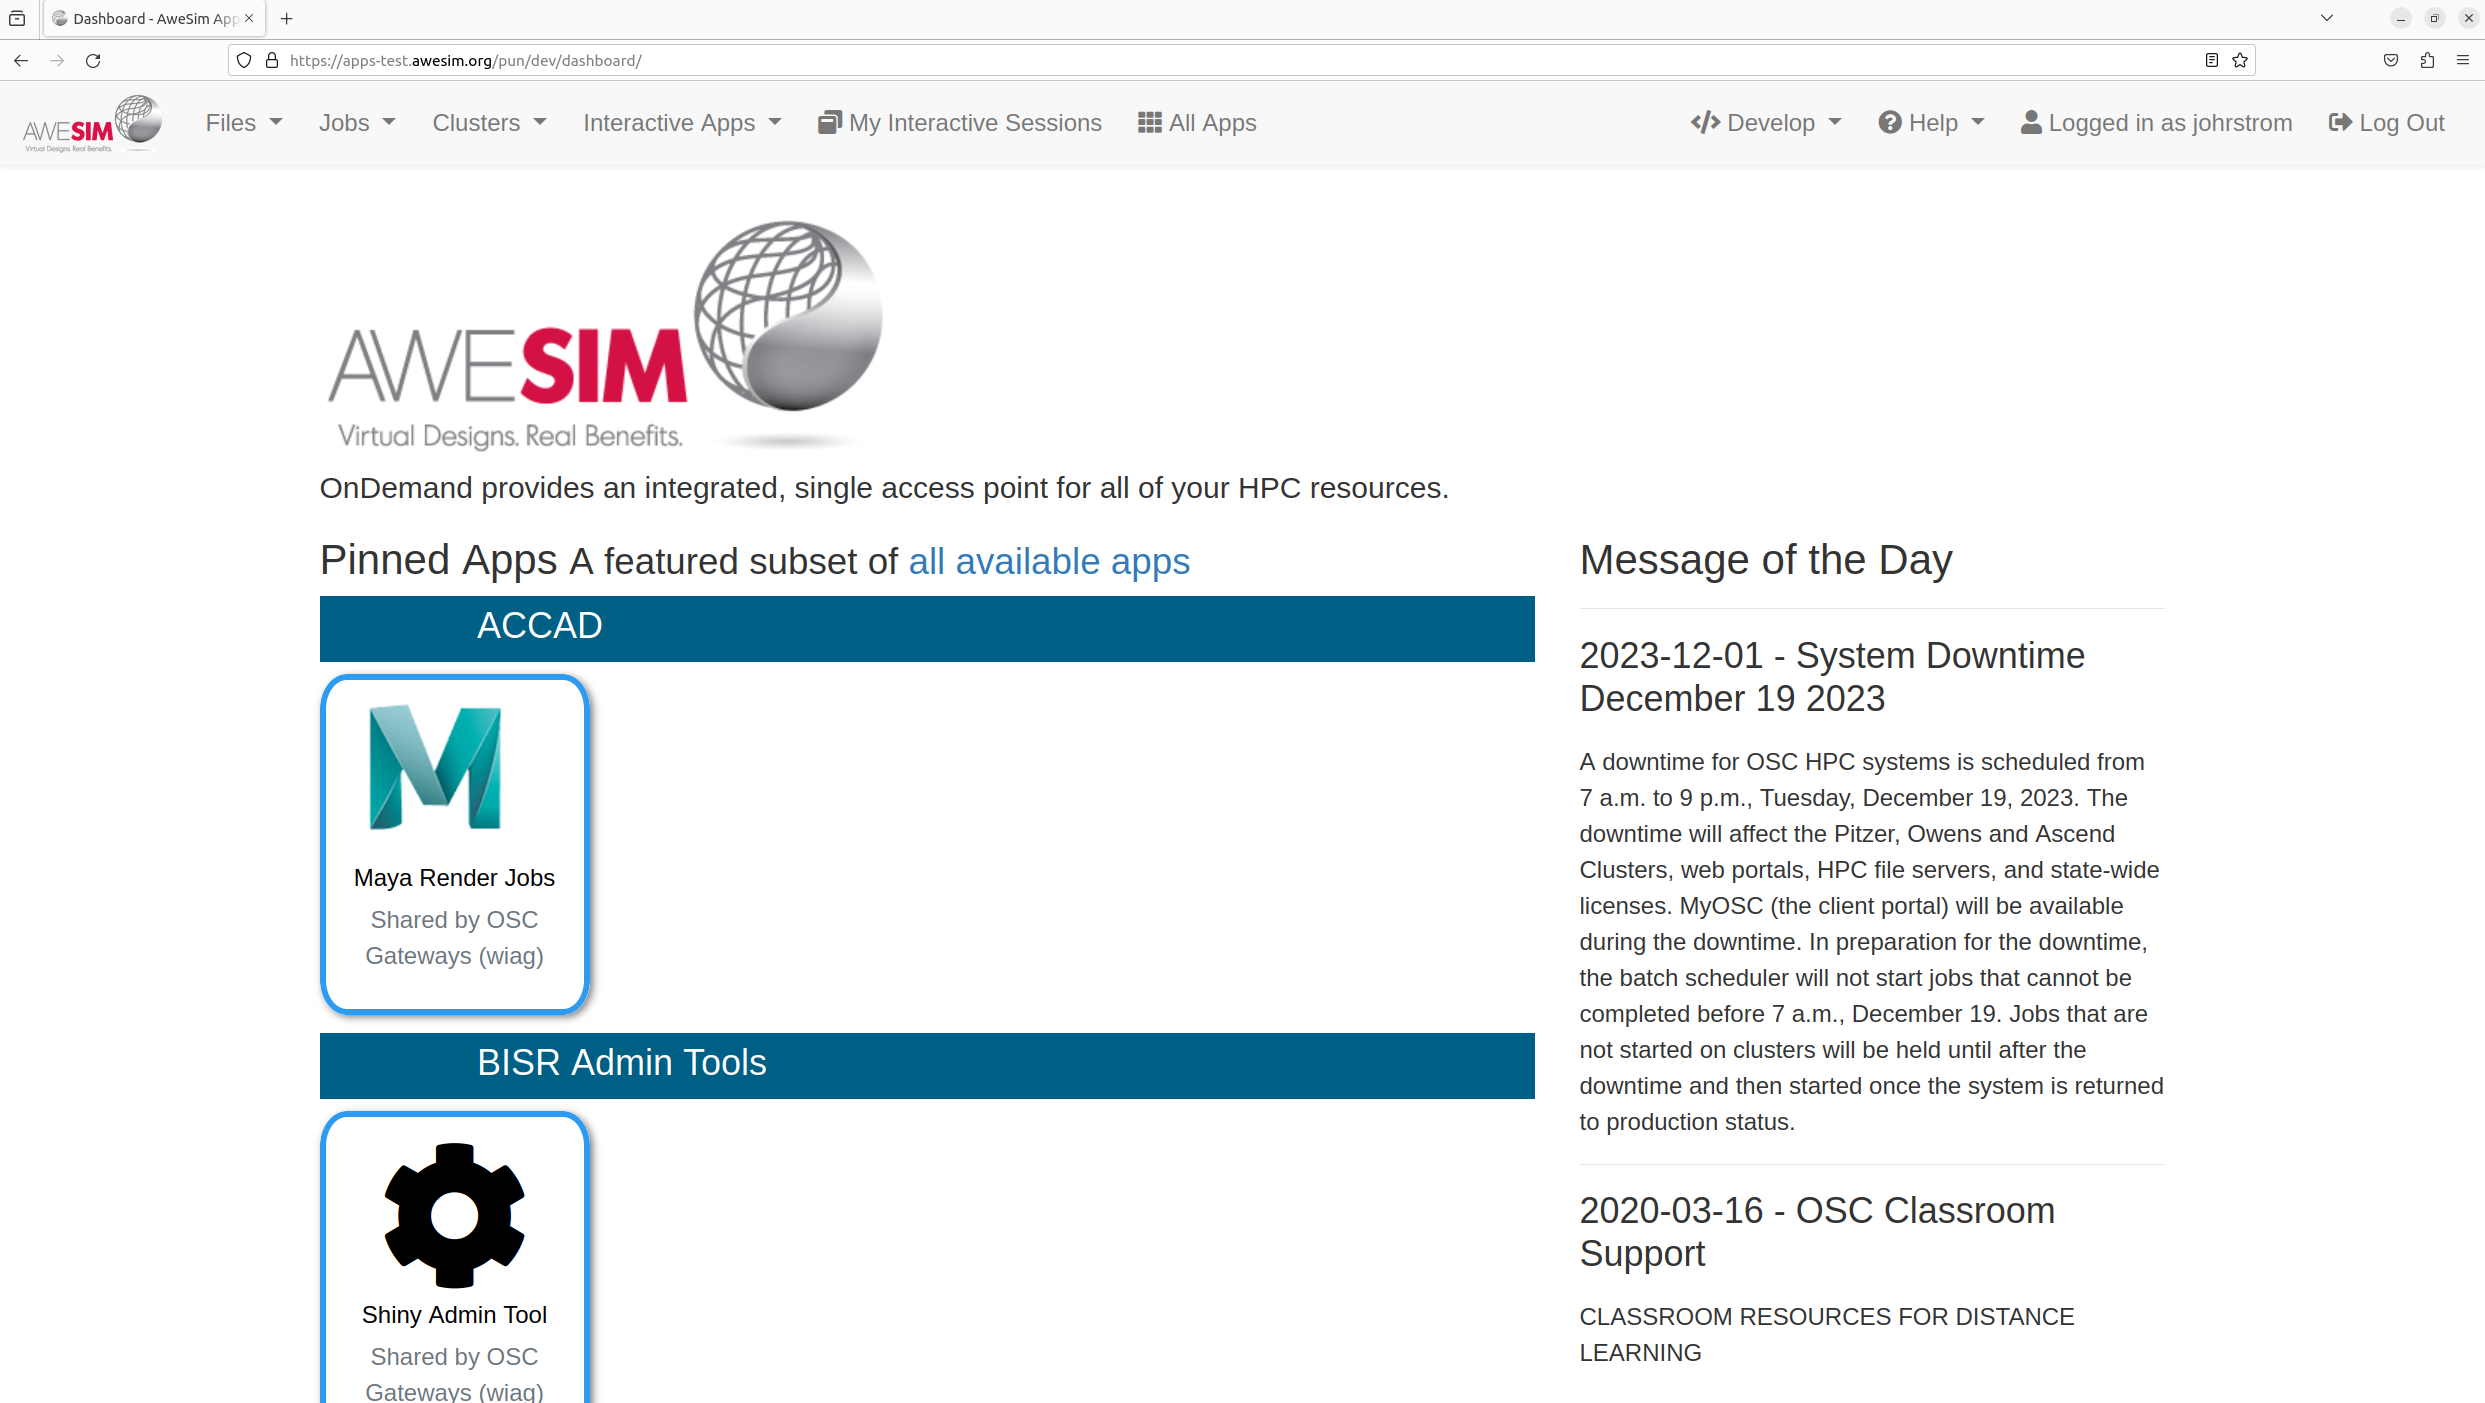 Dashboard - AweSim App
https://apps-test.awesim.org/pun/dev/dashboard/
AWESIM
Virtual Designs. Real Benefits.
Files
Jobs
Clusters
Interactive Apps
My Interactive Sessions
All Apps
Develop
Help
Logged in as johrstrom
Log Out
AWESIM
Virtual Designs. Real Benefits.
OnDemand provides an integrated, single access point for all of your HPC resources.
Pinned Apps A featured subset of all available apps
ACCAD
Maya Render Jobs
Shared by OSC
Gateways (wiag)
BISR Admin Tools
Shiny Admin Tool
Shared by OSC
Gateways (wiag)
Message of the Day
2023-12-01 - System Downtime
December 19 2023
A downtime for OSC HPC systems is scheduled from
7 a.m. to 9 p.m., Tuesday, December 19, 2023. The
downtime will affect the Pitzer, Owens and Ascend
Clusters, web portals, HPC file servers, and state-wide
licenses. MyOSC (the client portal) will be available
during the downtime. In preparation for the downtime,
the batch scheduler will not start jobs that cannot be
completed before 7 a.m., December 19. Jobs that are
not started on clusters will be held until after the
downtime and then started once the system is returned
to production status.
2020-03-16 - OSC Classroom
Support
CLASSROOM RESOURCES FOR DISTANCE
LEARNING